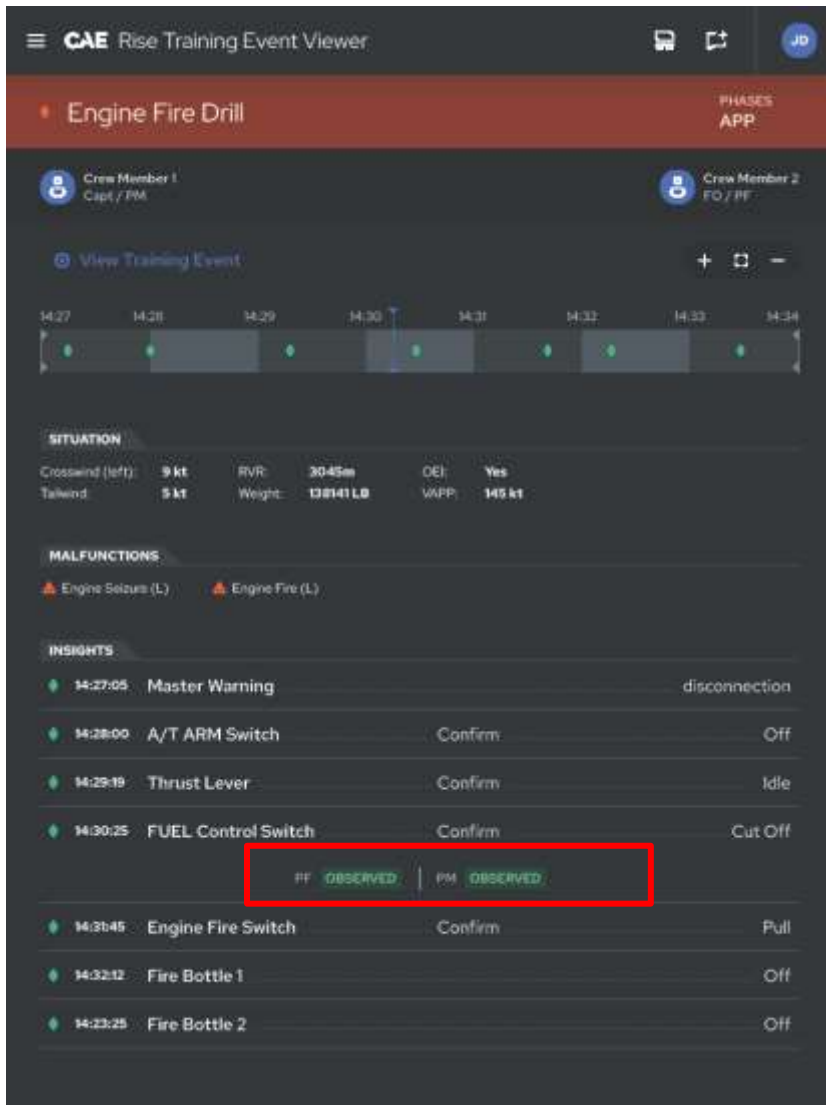 CAE Rise Training Event Viewer
JD
Engine Fire Drill
PHASES
APP
Crew Member 1
Capt / PM
Crew Member 2
FO / PF
View Training Event
14:27 14:28 14:29 14:30 14:31 14:32 14:33 14:34
SITUATION
Crosswind (left): 9 kt RVR: 3045m OEI: Yes
Tailwind: 5 kt Weight: 138141 LB VAPP: 145 kt
MALFUNCTIONS
Engine Seizure (L) Engine Fire (L)
INSIGHTS
14:27:05 Master Warning disconnection
14:28:00 A/T ARM Switch Confirm Off
14:29:19 Thrust Lever Confirm Idle
14:30:25 FUEL Control Switch Confirm Cut Off
PF OBSERVED PM OBSERVED
14:31:45 Engine Fire Switch Confirm Pull
14:32:12 Fire Bottle 1 Off
14:23:25 Fire Bottle 2 Off